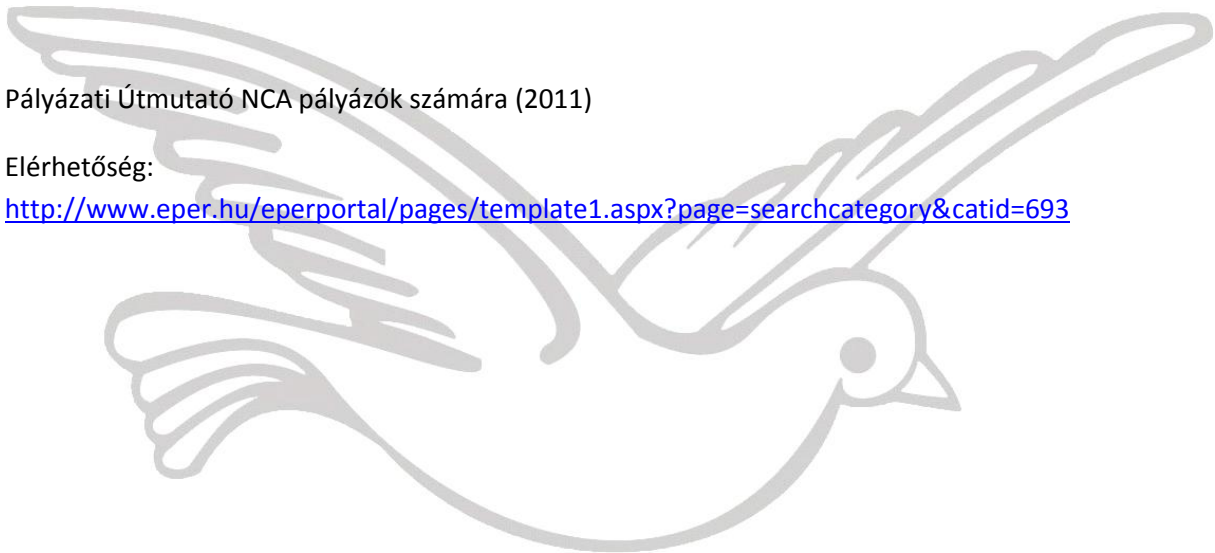 Pályázati Útmutató NCA pályázók számára (2011)
Elérhetőség:
http://www.eper.hu/eperportal/pages/template1.aspx?page=searchcategory&catid=693